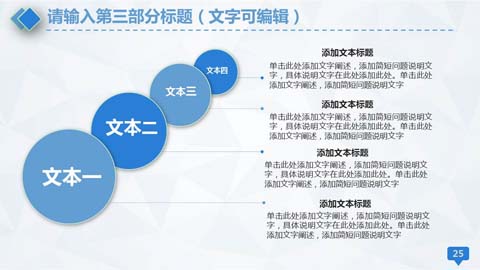 请输入第三部分标题（文字可编辑）
文本四
文本三
文本二
文本一
添加文本标题
单击此处添加文字阐述，添加简短问题说明文
字，具体说明文字在此处添加此处。单击此处
添加文字阐述，添加简短问题说明文字
添加文本标题
单击此处添加文字阐述，添加简短问题说明文
字，具体说明文字在此处添加此处。单击此处
添加文字阐述，添加简短问题说明文字
添加文本标题
单击此处添加文字阐述，添加简短问题说明文
字，具体说明文字在此处添加此处。单击此处
添加文字阐述，添加简短问题说明文字
添加文本标题
单击此处添加文字阐述，添加简短问题说明文
字，具体说明文字在此处添加此处。单击此处
添加文字阐述，添加简短问题说明文字
25